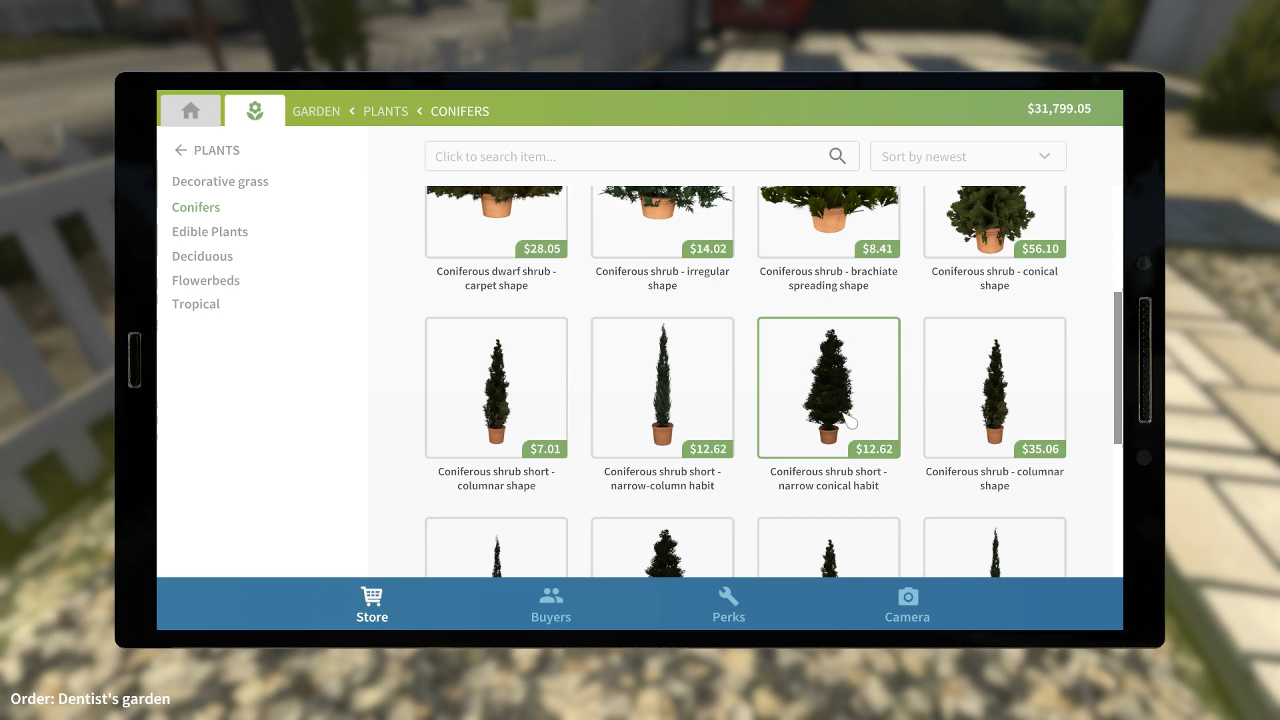 GARDEN < PLANTS < CONIFERS
$31,799.05
PLANTS
Decorative grass
Conifers
Edible Plants
Deciduous
Flowerbeds
Tropical
Click to search item...
Sort by newest
$28.05
$14.02
$8.41
$56.10
Coniferous dwarf shrub -
carpet shape
Coniferous shrub - irregular
shape
Coniferous shrub - brachiate
spreading shape
Coniferous shrub - conical
shape
$7.01
$12.62
$12.62
$35.06
Coniferous shrub short -
columnar shape
Coniferous shrub short -
narrow-column habit
Coniferous shrub short -
narrow conical habit
Coniferous shrub - columnar
shape
Store
Buyers
Perks
Camera
Order: Dentist's garden